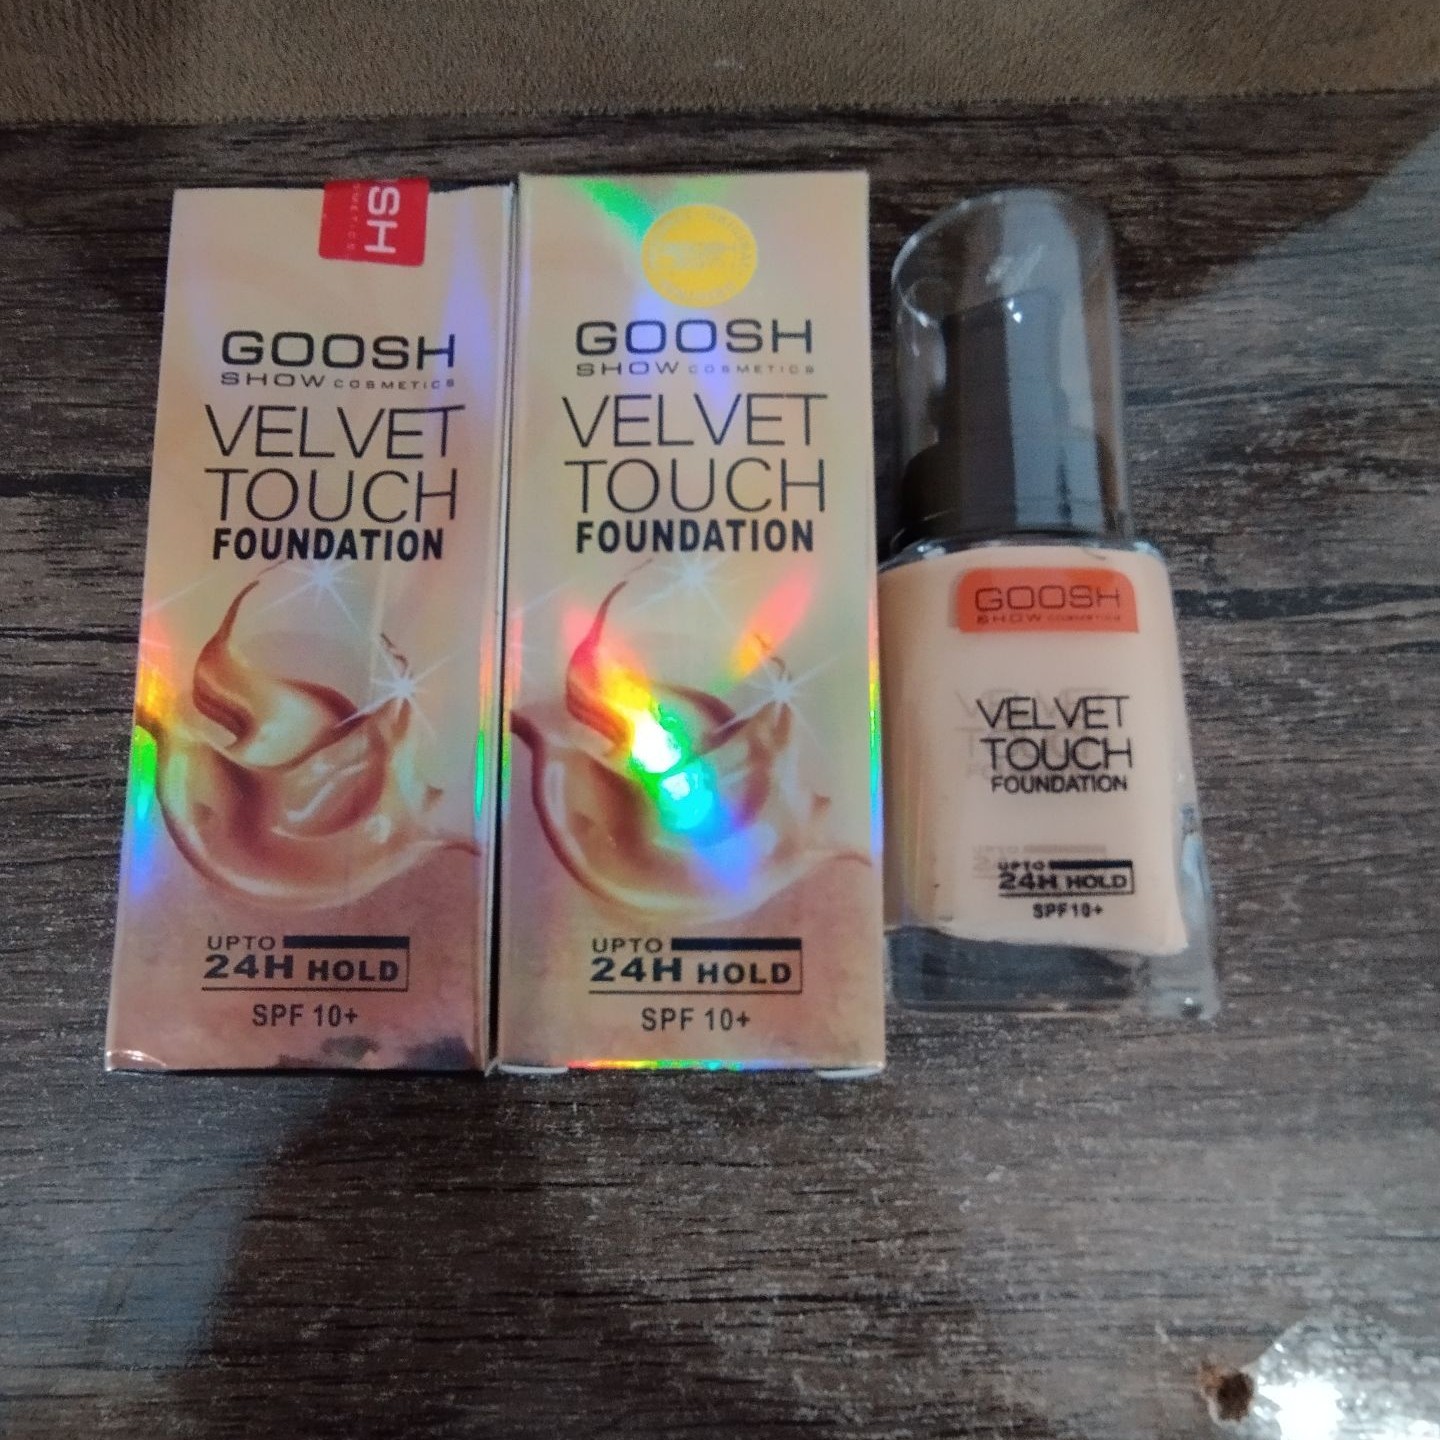 SH
GOOSH
SHOW COSMETICS
VELVET
TOUCH
FOUNDATION
UPTO
24H HOLD
SPF 10+
GOOSH
SHOW COSMETICS
VELVET
TOUCH
FOUNDATION
UPTO
24H HOLD
SPF 10+
GOOSH
SHOW COSMETICS
VELVET
TOUCH
FOUNDATION
UPTO
24H HOLD
SPF 10+